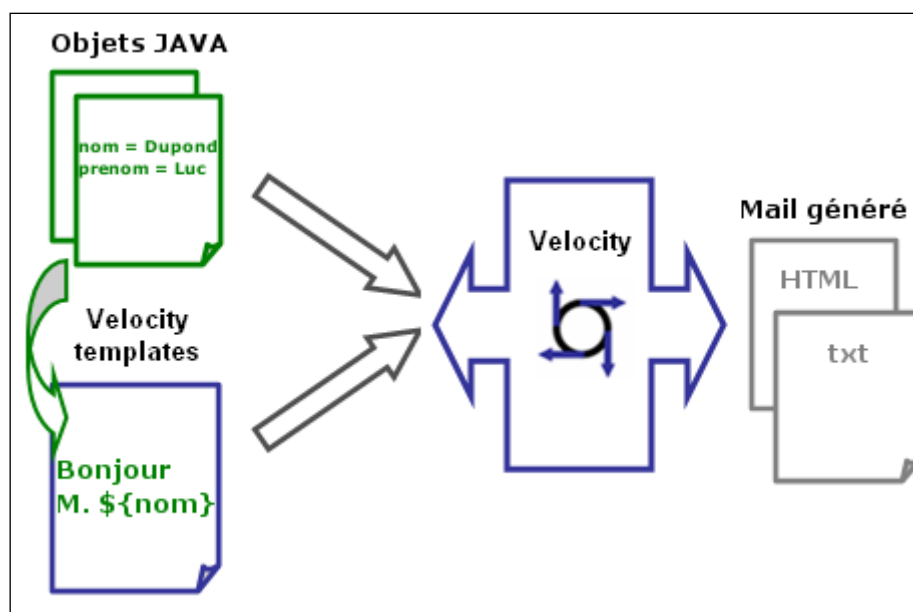 Objets JAVA
nom = Dupond
prenom = Luc
Velocity
templates
Bonjour
M. ${nom}
Velocity
Mail généré
HTML
txt